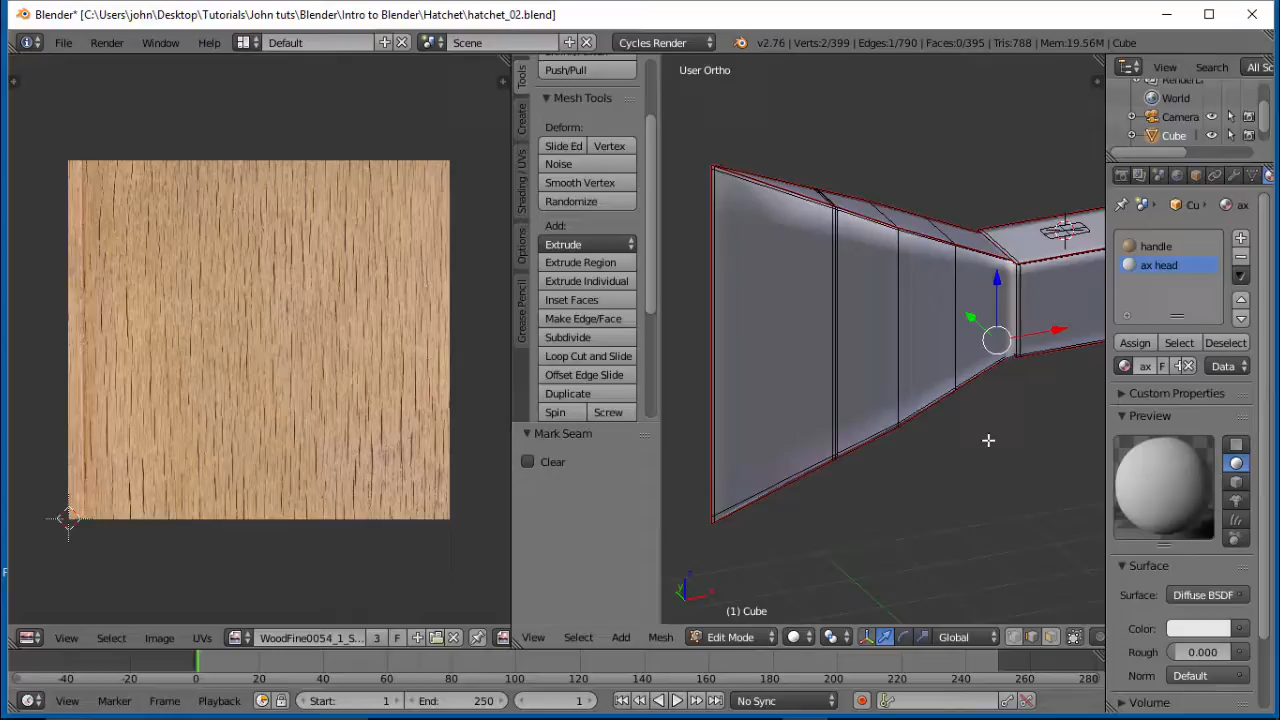 Blender* [C:\Users\john\Desktop\Tutorials\John tuts\Blender\Intro to Blender\Hatchet\hatchet_02.blend]
File Render Window Help Default Scene Cycles Render v2.76 | Verts:2/399 | Edges:1/790 | Faces:0/395 | Tris:788 | Mem:19.56M | Cube
View Search All Sc
Push/Pull
User Ortho
World
Mesh Tools
Camera
Deform:
Cube
Slide Ed Vertex
Noise
Smooth Vertex
Randomize
Cu ax
Add:
Extrude
handle
Extrude Region
ax head
Extrude Individual
Inset Faces
Make Edge/Face
Subdivide
Assign Select Deselect
Loop Cut and Slide
ax F Data
Offset Edge Slide
Duplicate
Custom Properties
Spin Screw
Preview
Tools
Create
Shading / UVs
Options
Grease Pencil
Mark Seam
Clear
Surface
Surface: Diffuse BSDF
(1) Cube
Color:
View Select Image UVs WoodFine0054_1_S... 3 F View Select Add Mesh Edit Mode Global
Rough 0.000
Norm Default
-40 -20 0 20 40 60 80 100 120 140 160 180 200 220 240 260 280
View Marker Frame Playback Start: 1 End: 250 1 No Sync
Volume